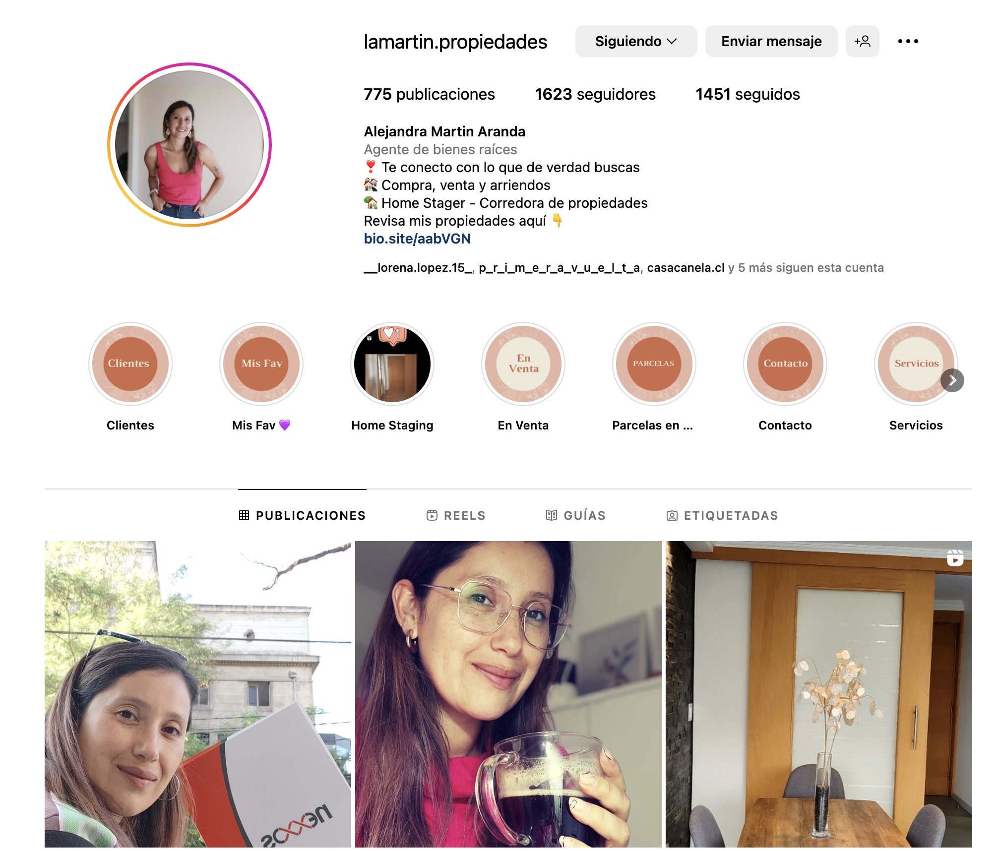 lamartin.propiedades
Siguiendo
Enviar mensaje
775 publicaciones
1623 seguidores
1451 seguidos
Alejandra Martin Aranda
Agente de bienes raíces
Te conecto con lo que de verdad buscas
Compra, venta y arriendos
Home Stager - Corredora de propiedades
Revisa mis propiedades aquí
bio.site/aabVGN
__lorena.lopez.15_, p_r_i_m_e_r_a_v_u_e_l_t_a, casacanela.cl y 5 más siguen esta cuenta
Clientes
Mis Fav
1
En
Venta
PARCELAS
Contacto
Servicios
Clientes
Mis Fav 💜
Home Staging
En Venta
Parcelas en ...
Contacto
Servicios
PUBLICACIONES
REELS
GUÍAS
ETIQUETADAS
nexxos